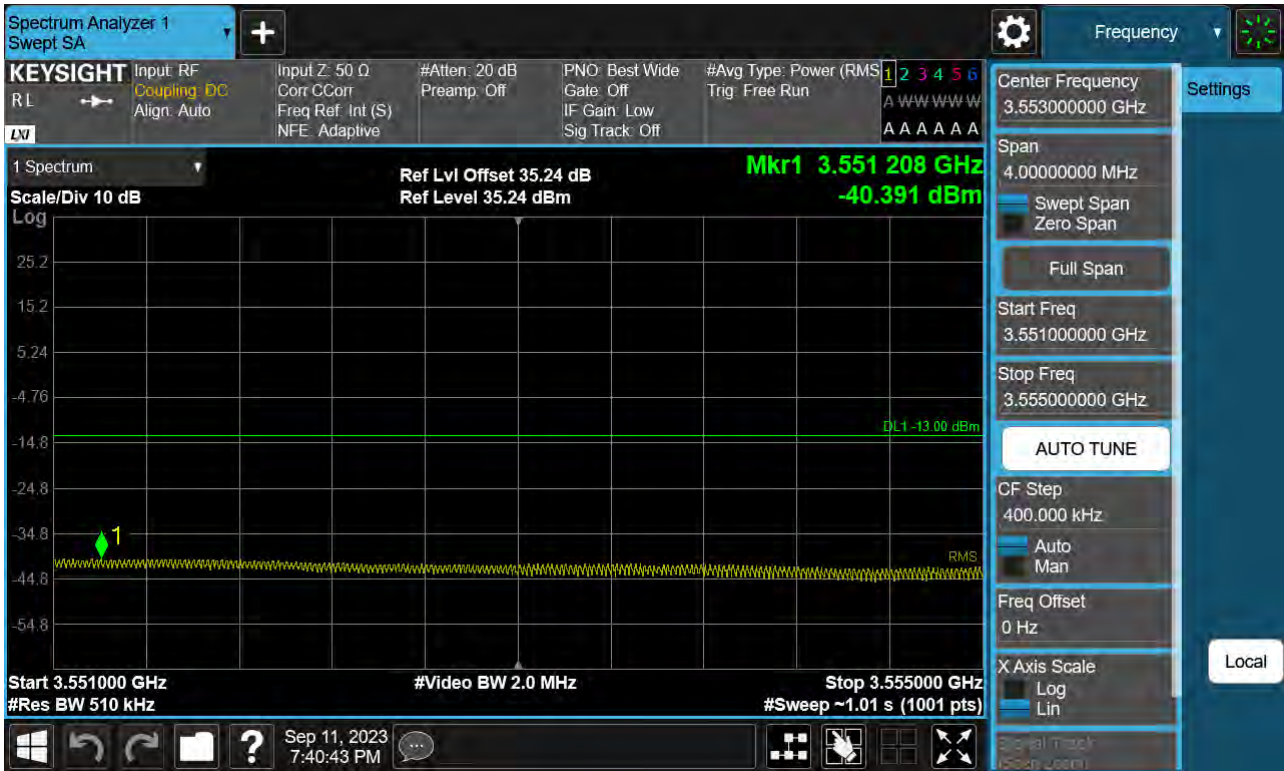 Spectrum Analyzer 1
Swept SA
Frequency
KEYSIGHT
RL
LXI
Input: RF
Coupling: DC
Align: Auto
Input Z: 50 Ω
Corr CCorr
Freq Ref: Int (S)
NFE: Adaptive
#Atten: 20 dB
Preamp: Off
PNO: Best Wide
Gate: Off
IF Gain: Low
Sig Track: Off
#Avg Type: Power (RMS
Trig: Free Run
1 2 3 4 5 6
A W W W W W
A A A A A A
1 Spectrum
Scale/Div 10 dB
Log
Ref Lvl Offset 35.24 dB
Ref Level 35.24 dBm
Mkr1 3.551 208 GHz
-40.391 dBm
25.2
15.2
5.24
-4.76
DL1 -13.00 dBm
-14.8
-24.8
-34.8
1
RMS
-44.8
-54.8
Start 3.551000 GHz
#Res BW 510 kHz
#Video BW 2.0 MHz
Stop 3.555000 GHz
#Sweep ~1.01 s (1001 pts)
Center Frequency
3.553000000 GHz
Settings
Span
4.00000000 MHz
Swept Span
Zero Span
Full Span
Start Freq
3.551000000 GHz
Stop Freq
3.555000000 GHz
AUTO TUNE
CF Step
400.000 kHz
Auto
Man
Freq Offset
0 Hz
X Axis Scale
Log
Lin
Signal Track
(Span Zoom)
Local
?
Sep 11, 2023
7:40:43 PM